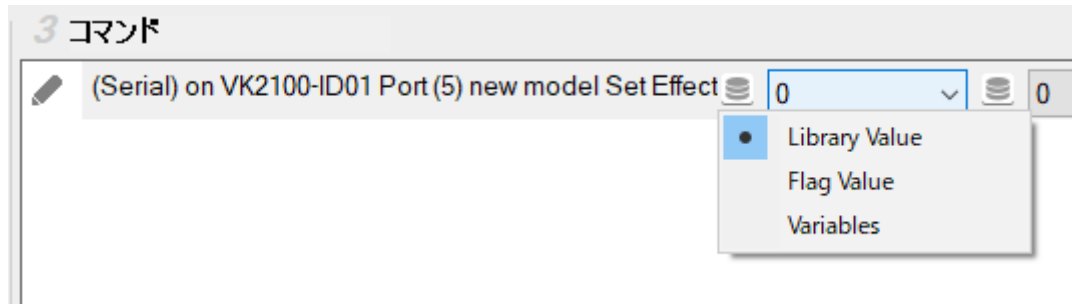 3 コマンド
(Serial) on VK2100-ID01 Port (5) new model Set Effect 0 0
Library Value
Flag Value
Variables